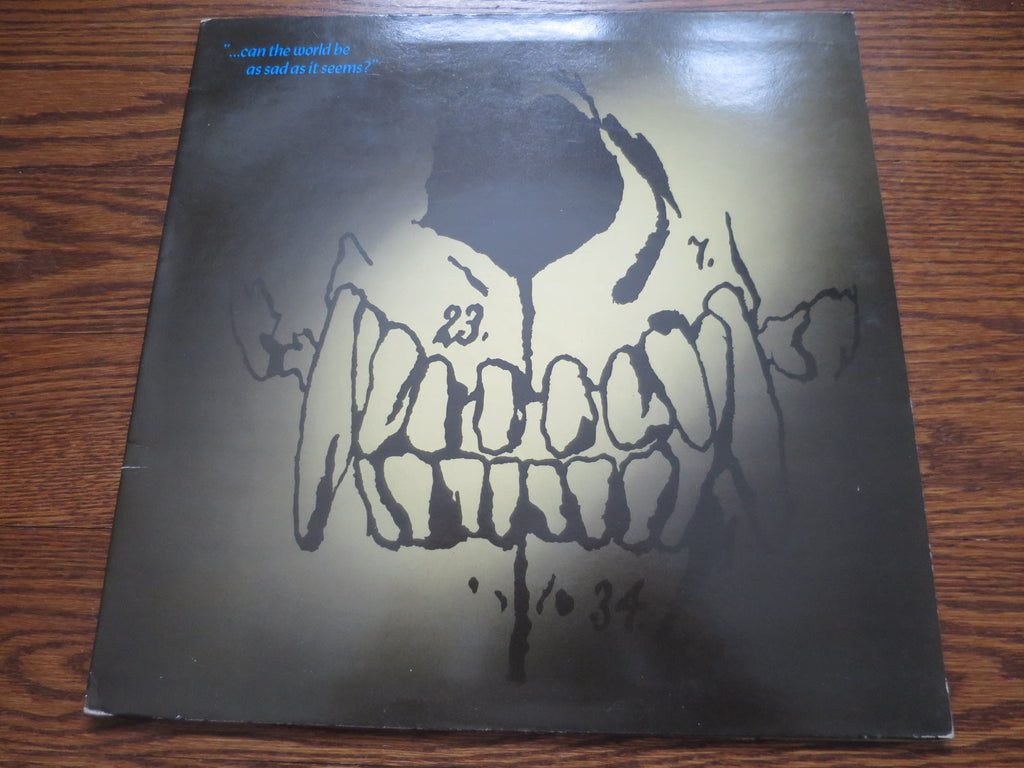 "...can the world be
as sad as it seems?"
7.
23.
34